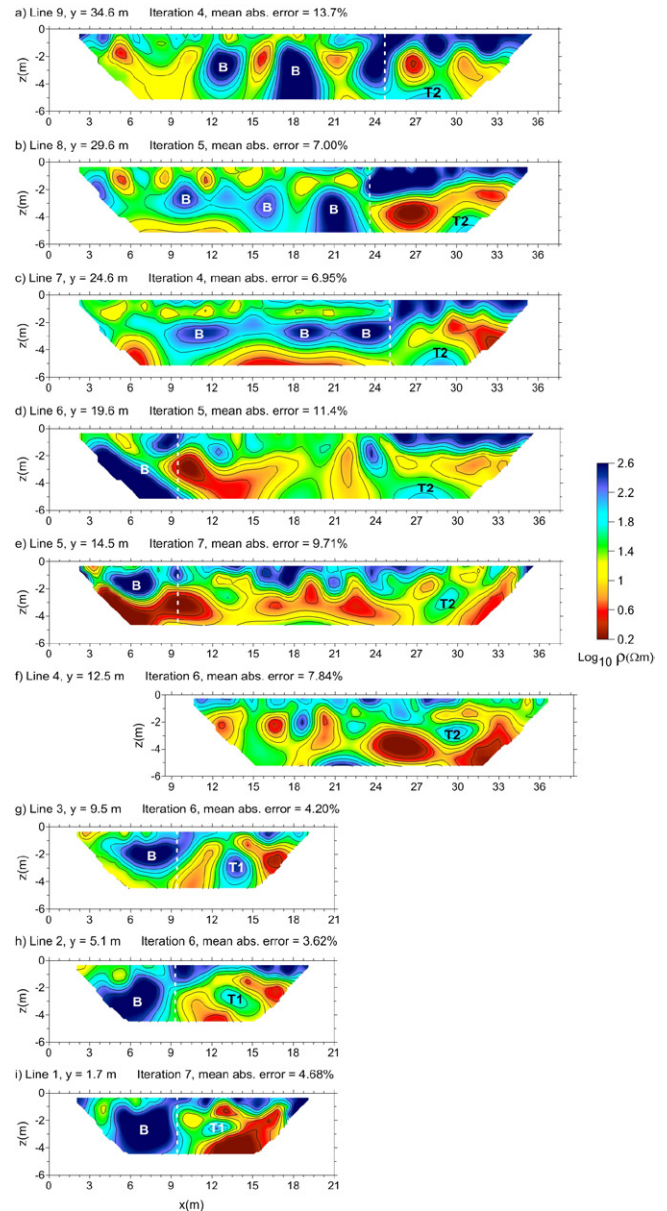 a) Line 9, y = 34.6 m Iteration 4, mean abs. error = 13.7%
0
-2
-4
-6
z(m)
B B T2
0 3 6 9 12 15 18 21 24 27 30 33 36
b) Line 8, y = 29.6 m Iteration 5, mean abs. error = 7.00%
0
-2
-4
-6
z(m)
B B B T2
0 3 6 9 12 15 18 21 24 27 30 33 36
c) Line 7, y = 24.6 m Iteration 4, mean abs. error = 6.95%
0
-2
-4
-6
z(m)
B B B T2
0 3 6 9 12 15 18 21 24 27 30 33 36
d) Line 6, y = 19.6 m Iteration 5, mean abs. error = 11.4%
0
-2
-4
-6
z(m)
B T2
0 3 6 9 12 15 18 21 24 27 30 33 36
2.6
2.2
1.8
1.4
1.0
0.6
0.2
Log10 ρ(Ωm)
e) Line 5, y = 14.5 m Iteration 7, mean abs. error = 9.71%
0
-2
-4
-6
z(m)
B T2
0 3 6 9 12 15 18 21 24 27 30 33 36
f) Line 4, y = 12.5 m Iteration 6, mean abs. error = 7.84%
0
-2
-4
-6
z(m)
T2
9 12 15 18 21 24 27 30 33 36
g) Line 3, y = 9.5 m Iteration 6, mean abs. error = 4.20%
0
-2
-4
-6
z(m)
B T1
0 3 6 9 12 15 18 21
h) Line 2, y = 5.1 m Iteration 6, mean abs. error = 3.62%
0
-2
-4
-6
z(m)
B T1
0 3 6 9 12 15 18 21
i) Line 1, y = 1.7 m Iteration 7, mean abs. error = 4.68%
0
-2
-4
-6
z(m)
B T1
0 3 6 9 12 15 18 21
x(m)